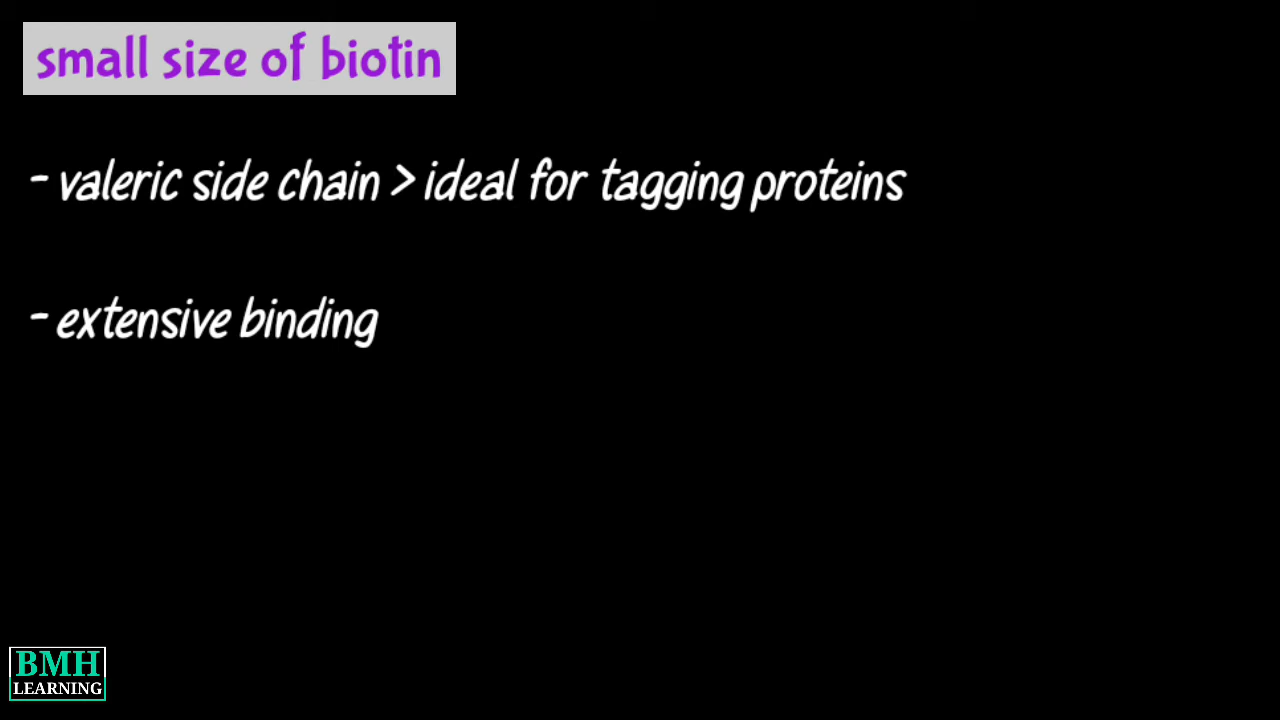 small size of biotin
- valeric side chain > ideal for tagging proteins
- extensive binding
BMH
LEARNING